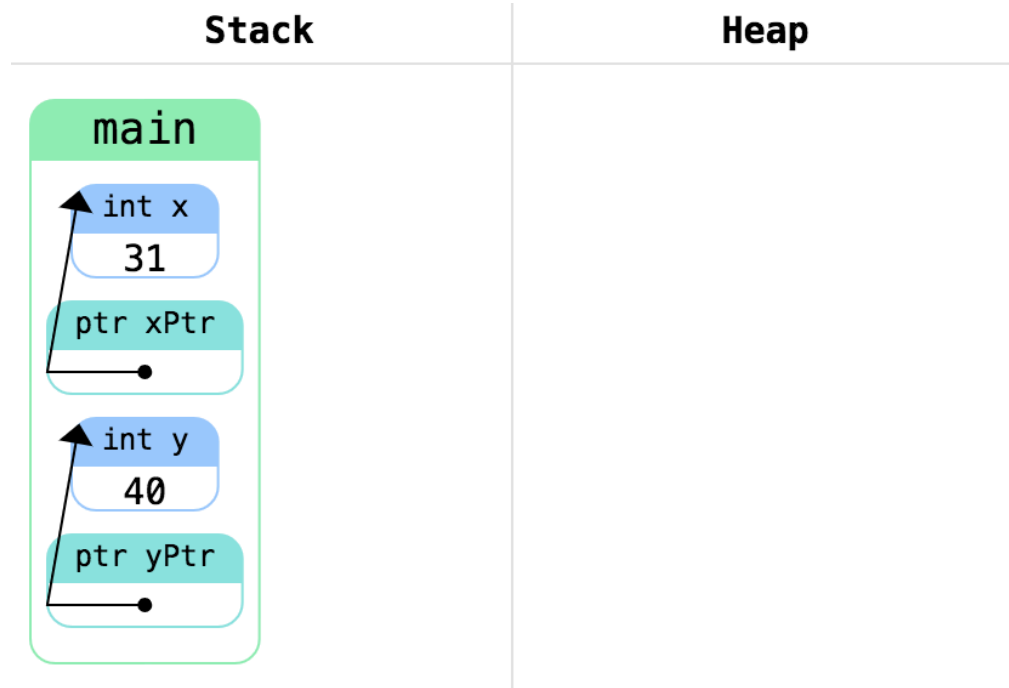 Stack
Heap
main
int x
31
ptr xPtr
int y
40
ptr yPtr